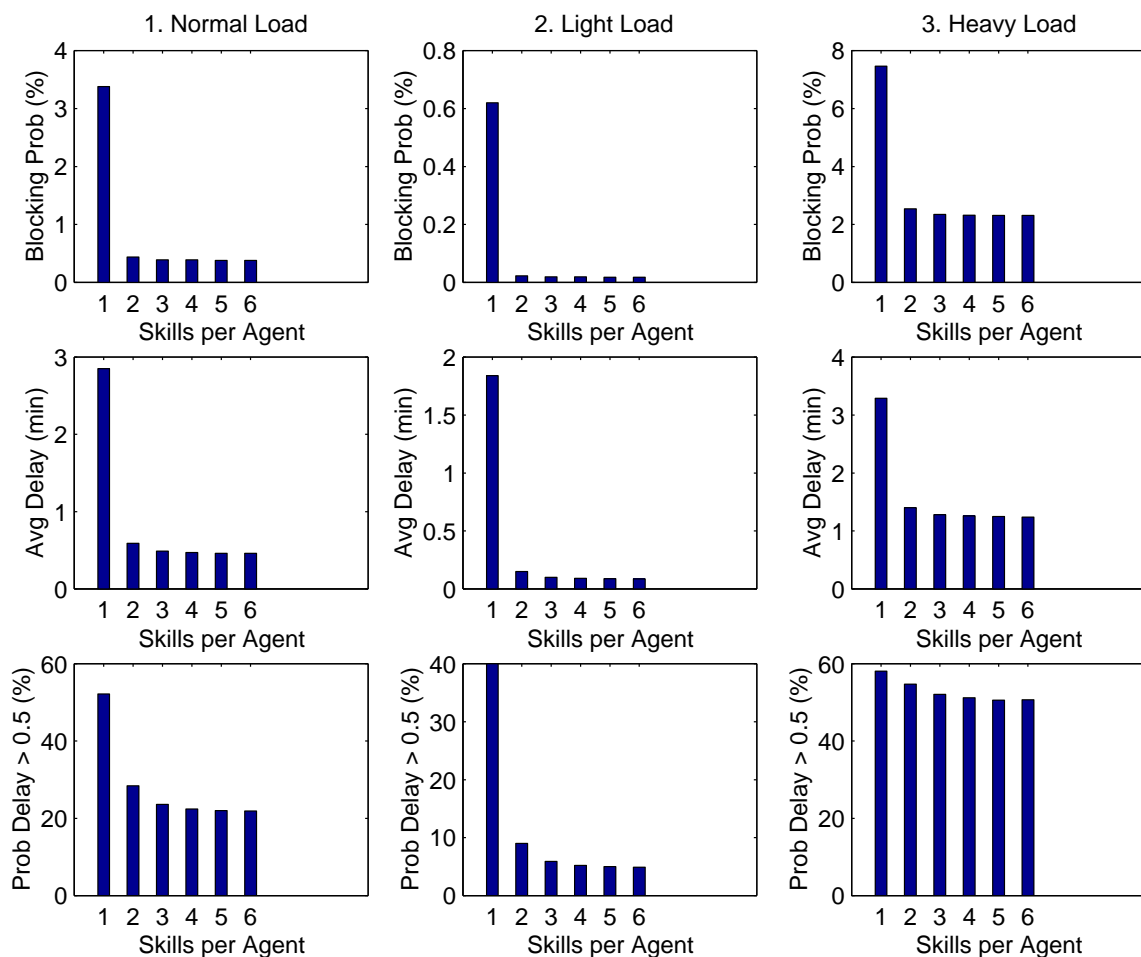 1. Normal Load
2. Light Load
3. Heavy Load
Blocking Prob (%)
4
3
2
1
0
1 2 3 4 5 6
Skills per Agent
Blocking Prob (%)
0.8
0.6
0.4
0.2
0
1 2 3 4 5 6
Skills per Agent
Blocking Prob (%)
8
6
4
2
0
1 2 3 4 5 6
Skills per Agent
Avg Delay (min)
3
2
1
0
1 2 3 4 5 6
Skills per Agent
Avg Delay (min)
2
1.5
1
0.5
0
1 2 3 4 5 6
Skills per Agent
Avg Delay (min)
4
3
2
1
0
1 2 3 4 5 6
Skills per Agent
Prob Delay > 0.5 (%)
60
40
20
0
1 2 3 4 5 6
Skills per Agent
Prob Delay > 0.5 (%)
40
30
20
10
0
1 2 3 4 5 6
Skills per Agent
Prob Delay > 0.5 (%)
60
40
20
0
1 2 3 4 5 6
Skills per Agent